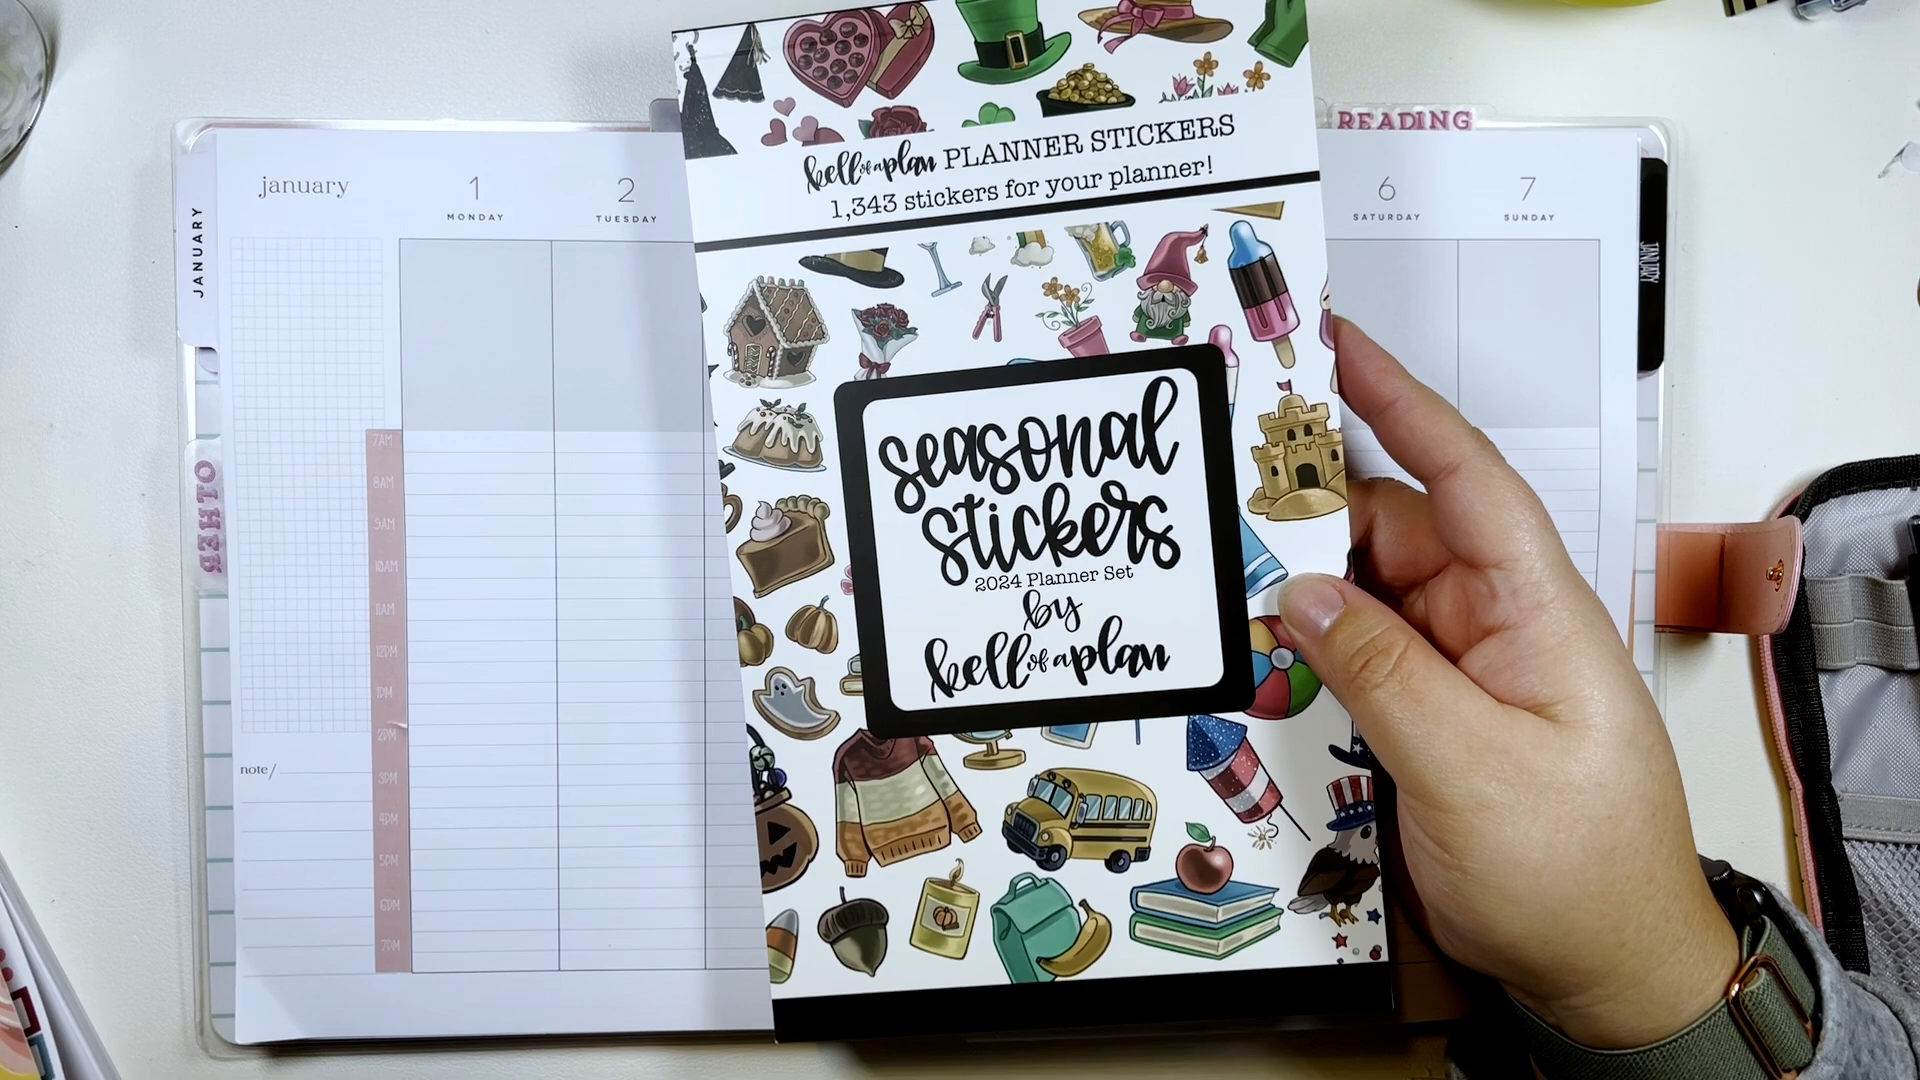 kell of a plan PLANNER STICKERS
1,343 stickers for your planner!
seasonal
stickers
2024 Planner Set
by
kell of a plan
READING
january
1
MONDAY
2
TUESDAY
6
SATURDAY
7
SUNDAY
JANUARY
JANUARY
OTHER
7AM
8AM
9AM
10AM
11AM
12PM
1PM
2PM
3PM
4PM
5PM
6PM
7PM
note/